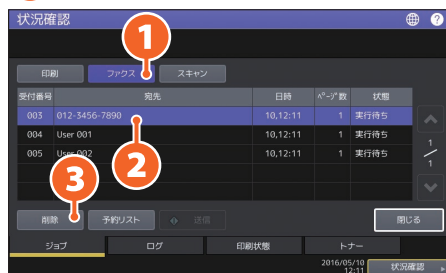 状況確認
?
1
印刷 ファクス スキャン
受付番号 宛先 日時 ページ数 状態
003 012-3456-7890 10,12:11 1 実行待ち
004 User 001 10,12:11 1 実行待ち
005 User 002 10,12:11 1 実行待ち
1
1
2
3
削除 予約リスト 送信 閉じる
ジョブ ログ 印刷状態 トナー
2016/05/10
12:11 状況確認